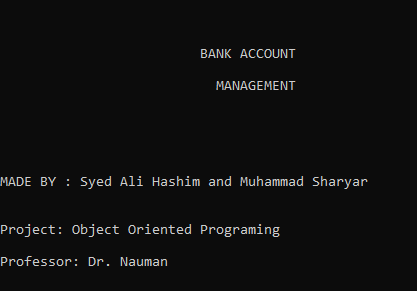 BANK ACCOUNT
MANAGEMENT
MADE BY : Syed Ali Hashim and Muhammad Sharyar
Project: Object Oriented Programing
Professor: Dr. Nauman